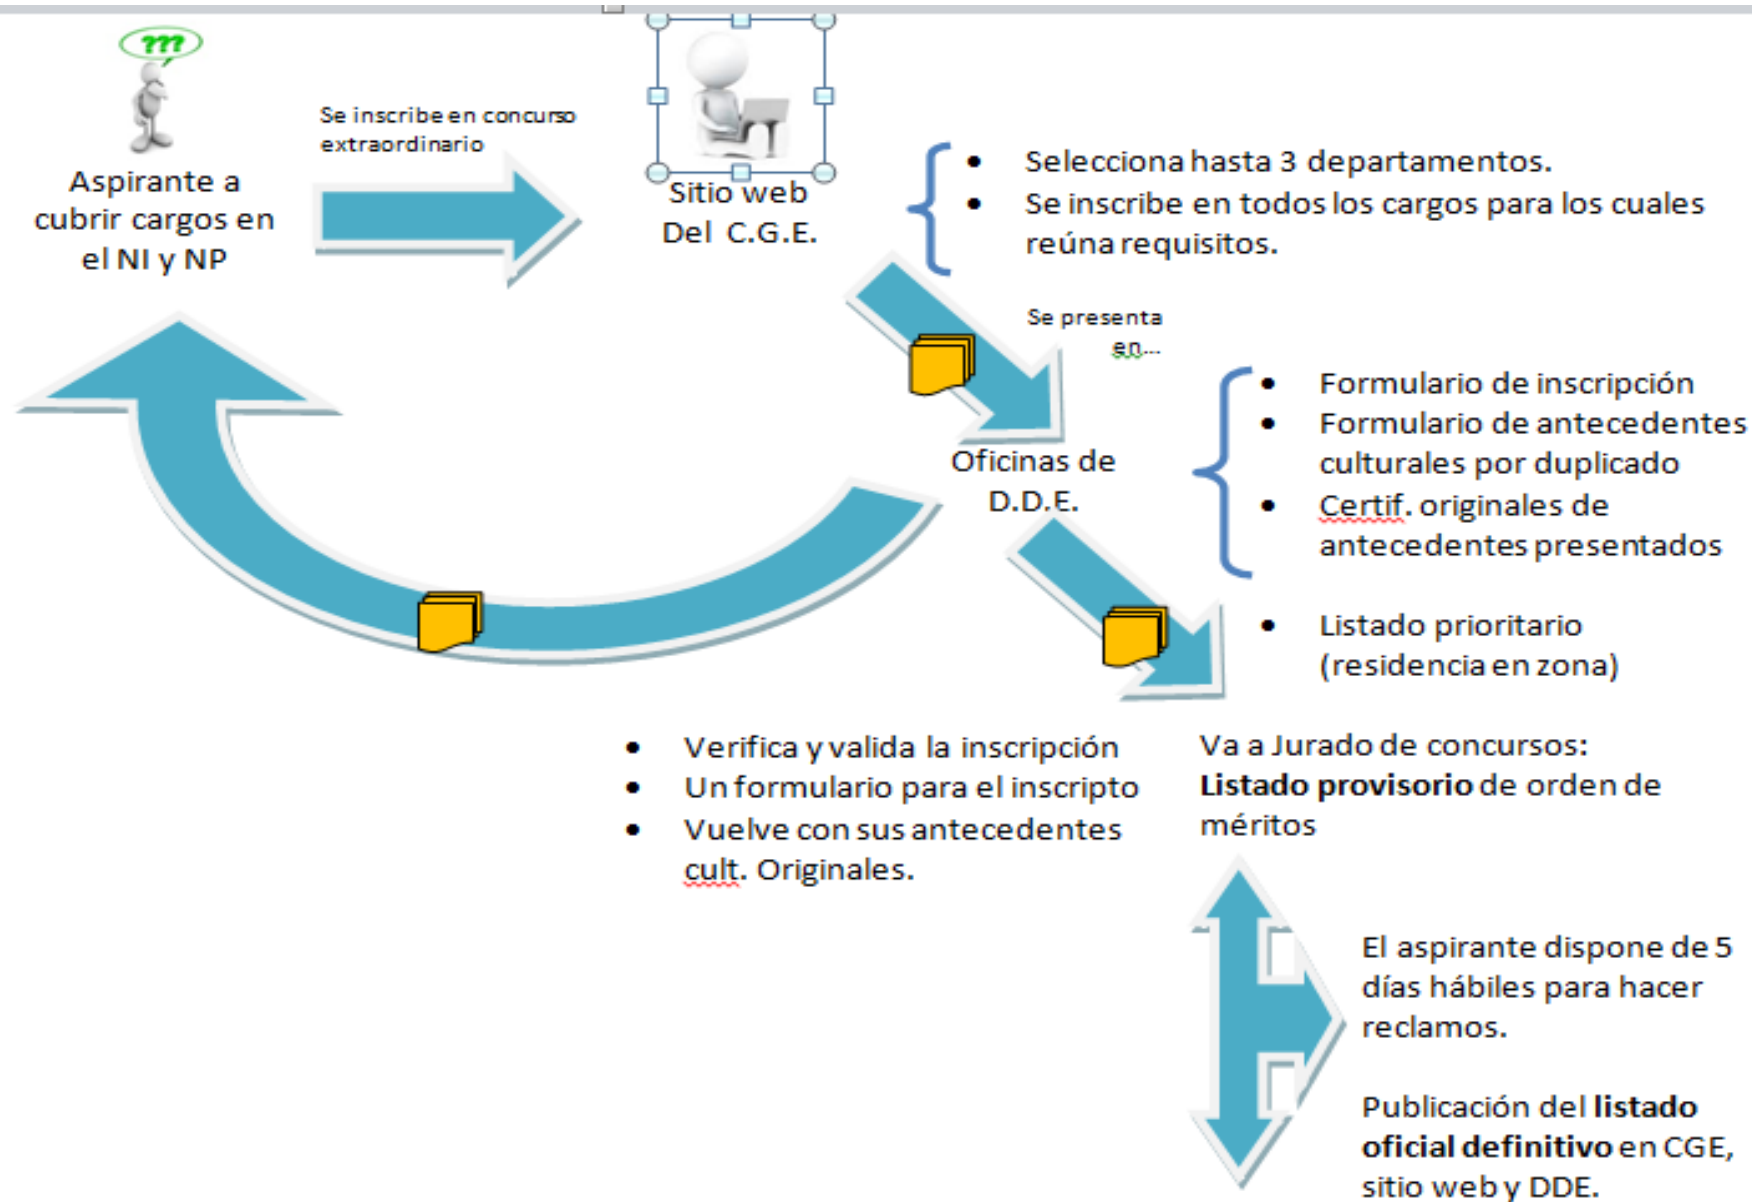 ???
Aspirante a
cubrir cargos en
el NI y NP
Se inscribe en concurso
extraordinario
Sitio web
Del C.G.E.
• Selecciona hasta 3 departamentos.
• Se inscribe en todos los cargos para los cuales
reúna requisitos.
Se presenta
en...
Oficinas de
D.D.E.
• Formulario de inscripción
• Formulario de antecedentes
culturales por duplicado
• Certif. originales de
antecedentes presentados
• Listado prioritario
(residencia en zona)
• Verifica y valida la inscripción
• Un formulario para el inscripto
• Vuelve con sus antecedentes
cult. Originales.
Va a Jurado de concursos:
Listado provisorio de orden de
méritos
El aspirante dispone de 5
días hábiles para hacer
reclamos.
Publicación del listado
oficial definitivo en CGE,
sitio web y DDE.